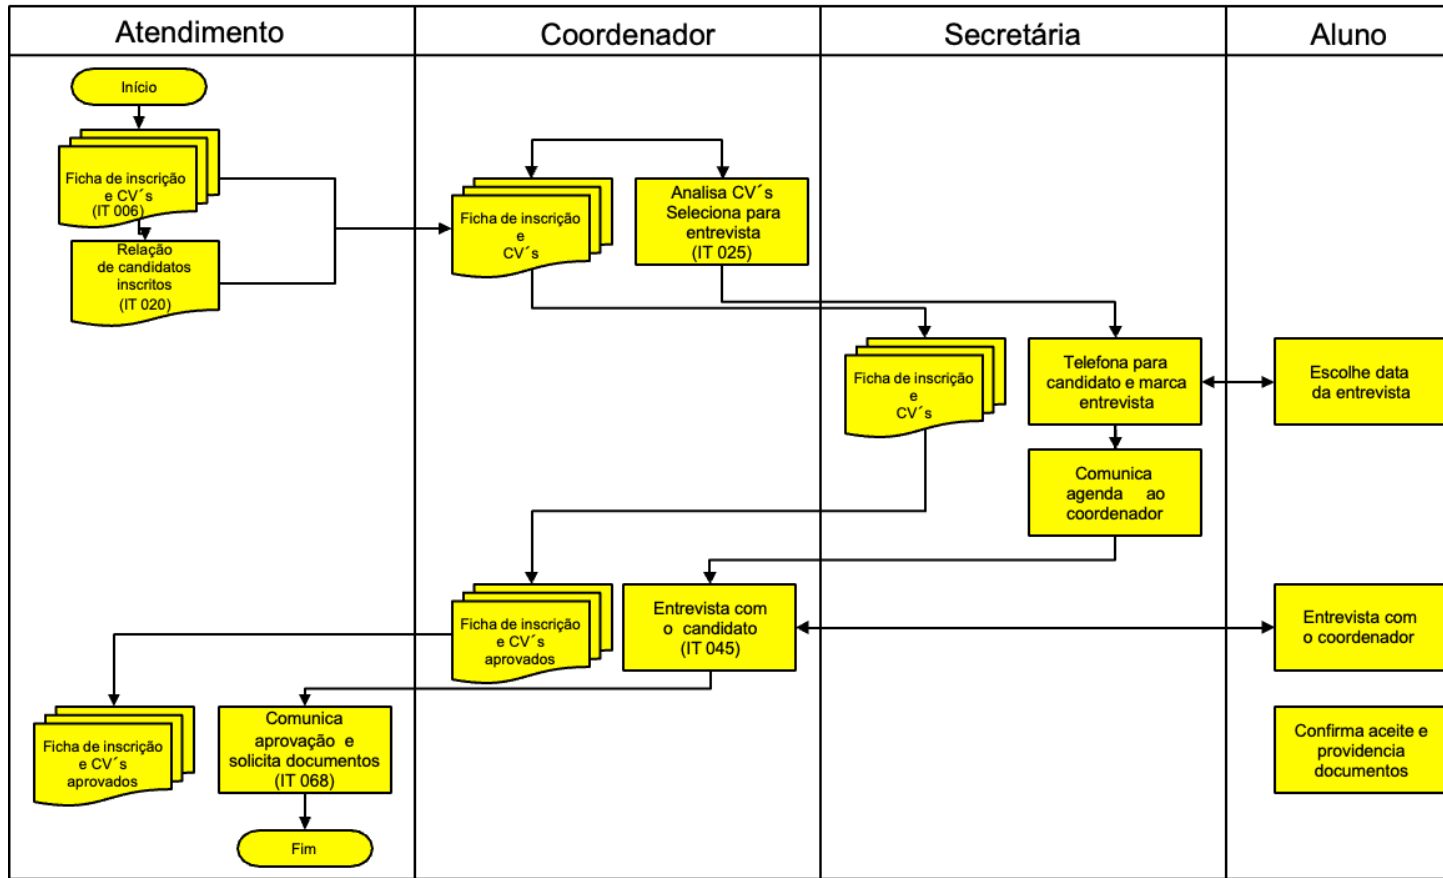 Atendimento
Coordenador
Secretária
Aluno
Início
Ficha de inscrição
e CV´s
(IT 006)
Relação
de candidatos
inscritos
(IT 020)
Ficha de inscrição
e
CV´s
Analisa CV´s
Seleciona para
entrevista
(IT 025)
Ficha de inscrição
e
CV´s
Telefona para
candidato e marca
entrevista
Escolhe data
da entrevista
Comunica
agenda ao
coordenador
Ficha de inscrição
e CV´s
aprovados
Entrevista com
o candidato
(IT 045)
Entrevista com
o coordenador
Ficha de inscrição
e CV´s
aprovados
Comunica
aprovação e
solicita documentos
(IT 068)
Confirma aceite e
providencia
documentos
Fim